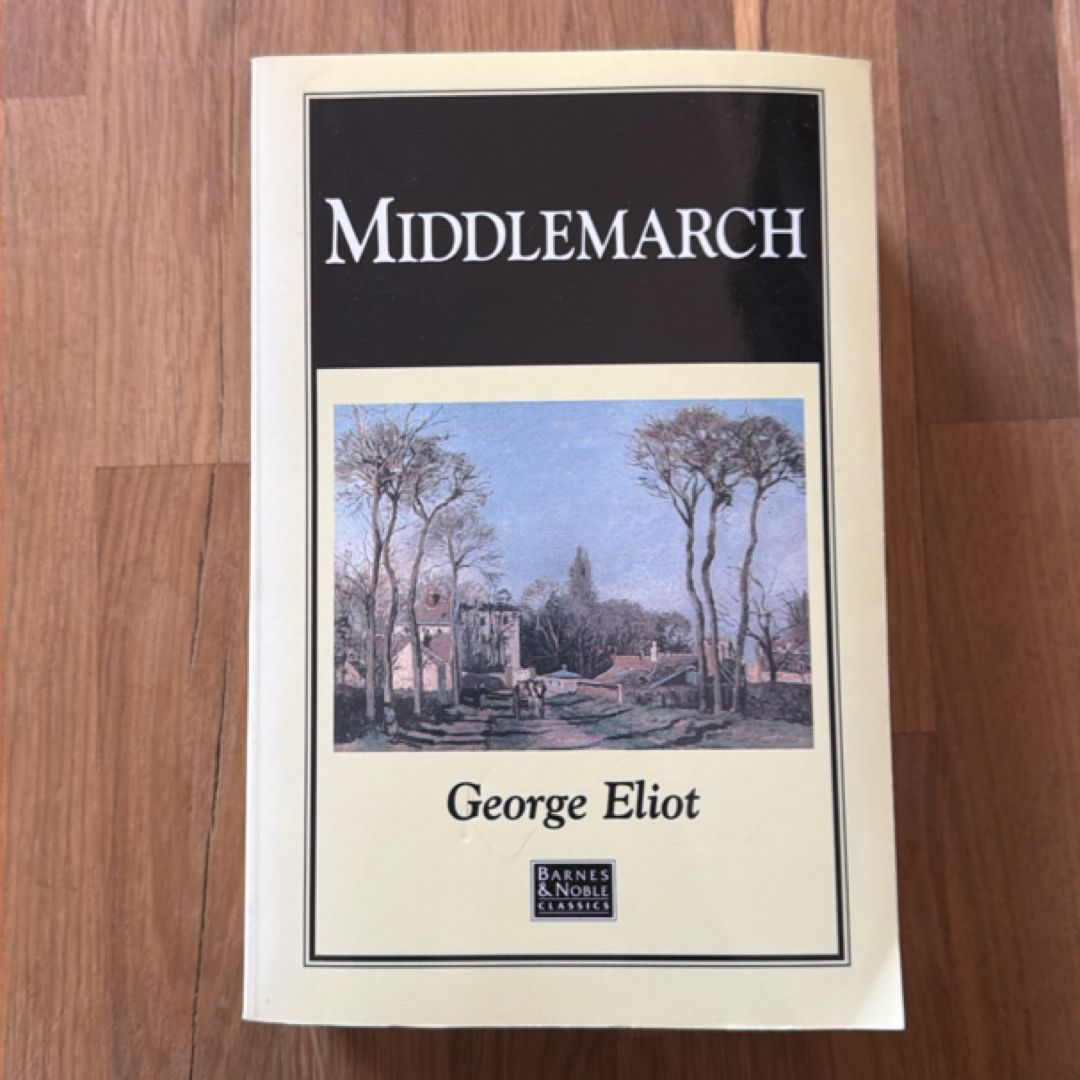 MIDDLEMARCH
George Eliot
BARNES
& NOBLE
CLASSICS